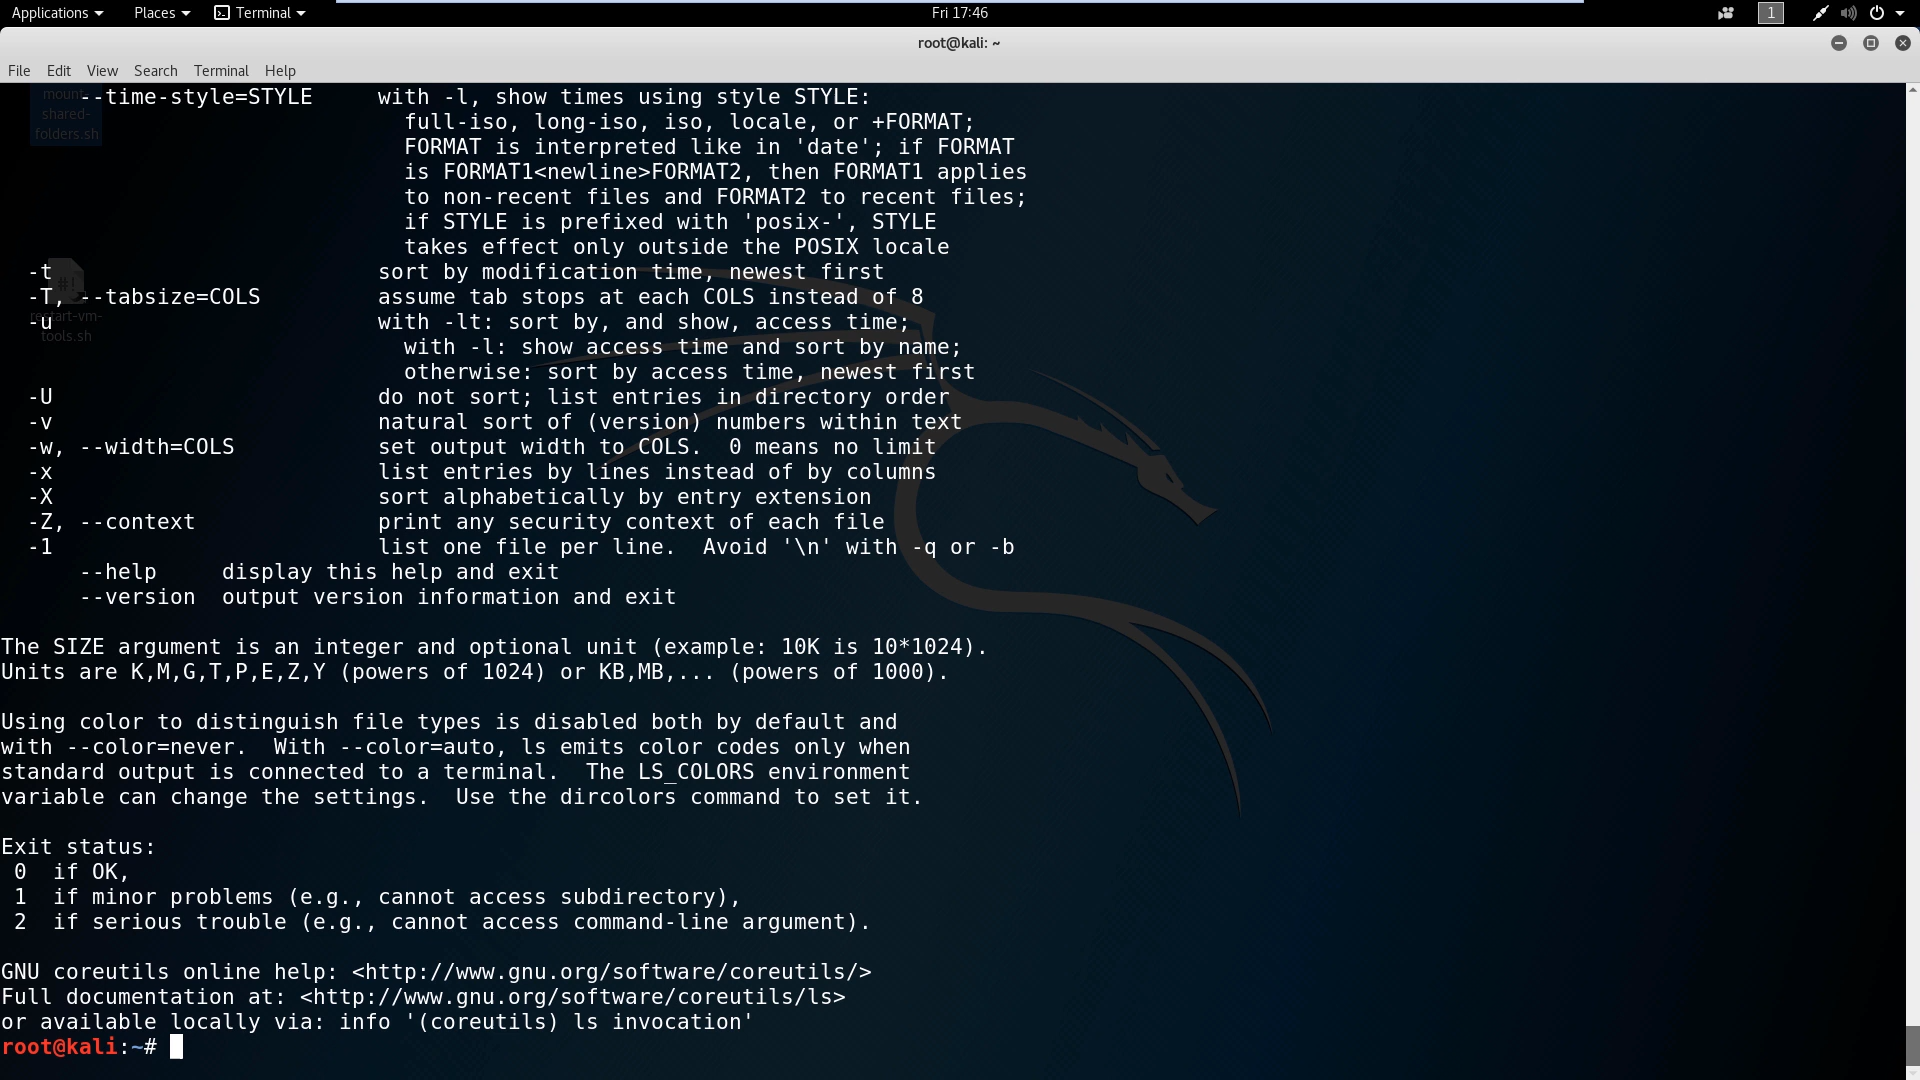 Applications Places Terminal Fri 17:46 1
root@kali: ~
File Edit View Search Terminal Help
mount-
shared-
folders.sh
restart-vm-
tools.sh
      --time-style=STYLE     with -l, show times using style STYLE:
                               full-iso, long-iso, iso, locale, or +FORMAT;
                               FORMAT is interpreted like in 'date'; if FORMAT
                               is FORMAT1<newline>FORMAT2, then FORMAT1 applies
                               to non-recent files and FORMAT2 to recent files;
                               if STYLE is prefixed with 'posix-', STYLE
                               takes effect only outside the POSIX locale
  -t                         sort by modification time, newest first
  -T, --tabsize=COLS         assume tab stops at each COLS instead of 8
  -u                         with -lt: sort by, and show, access time;
                               with -l: show access time and sort by name;
                               otherwise: sort by access time, newest first
  -U                         do not sort; list entries in directory order
  -v                         natural sort of (version) numbers within text
  -w, --width=COLS           set output width to COLS.  0 means no limit
  -x                         list entries by lines instead of by columns
  -X                         sort alphabetically by entry extension
  -Z, --context              print any security context of each file
  -1                         list one file per line.  Avoid '\n' with -q or -b
      --help     display this help and exit
      --version  output version information and exit
The SIZE argument is an integer and optional unit (example: 10K is 10*1024).
Units are K,M,G,T,P,E,Z,Y (powers of 1024) or KB,MB,... (powers of 1000).
Using color to distinguish file types is disabled both by default and
with --color=never.  With --color=auto, ls emits color codes only when
standard output is connected to a terminal.  The LS_COLORS environment
variable can change the settings.  Use the dircolors command to set it.
Exit status:
 0  if OK,
 1  if minor problems (e.g., cannot access subdirectory),
 2  if serious trouble (e.g., cannot access command-line argument).
GNU coreutils online help: <http://www.gnu.org/software/coreutils/>
Full documentation at: <http://www.gnu.org/software/coreutils/ls>
or available locally via: info '(coreutils) ls invocation'
root@kali:~#